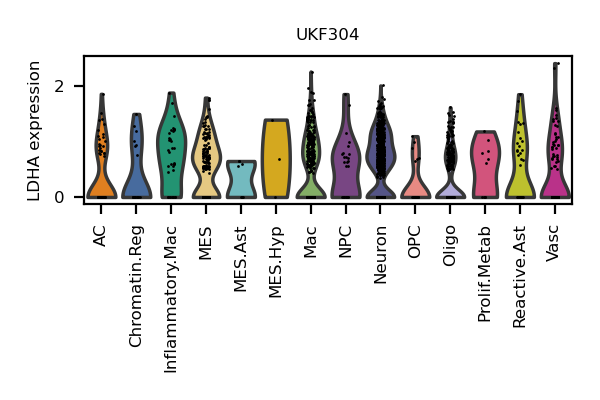 UKF304
LDHA expression
2
0
AC
Chromatin.Reg
Inflammatory.Mac
MES
MES.Ast
MES.Hyp
Mac
NPC
Neuron
OPC
Oligo
Prolif.Metab
Reactive.Ast
Vasc